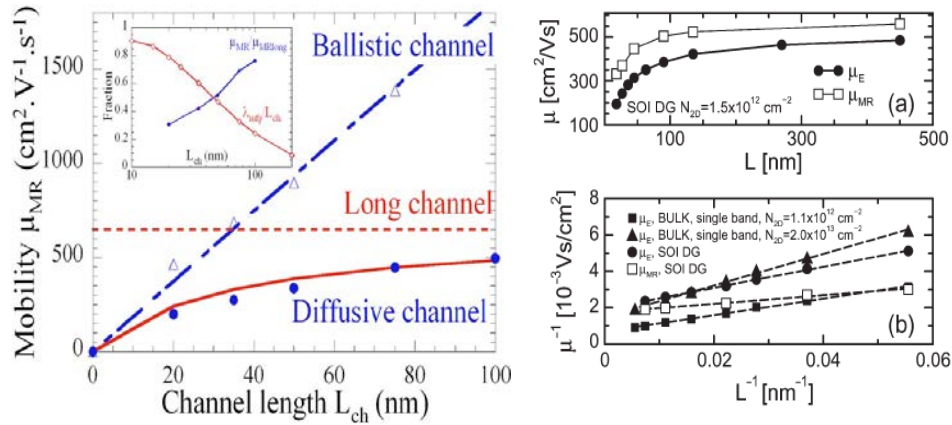 Mobility μMR (cm².V⁻¹.s⁻¹)
1500
1000
500
0
0
20
40
60
80
100
Channel length Lch (nm)
Ballistic channel
Long channel
Diffusive channel
Fraction
1
0.8
0.6
0.4
0.2
0
10
100
Lch (nm)
μMR μMRlong
μ [cm²/Vs]
500
300
100
0
100
300
500
L [nm]
μE
μMR
SOI DG N2D=1.5x10¹² cm⁻²
(a)
μ⁻¹ [10⁻³Vs/cm²]
8
6
4
2
0
0
0.02
0.04
0.06
L⁻¹[nm⁻¹]
μE, BULK, single band, N2D=1.1x10¹² cm⁻²
μE, BULK, single band, N2D=2.0x10¹³ cm⁻²
μE, SOI DG
μMR, SOI DG
(b)